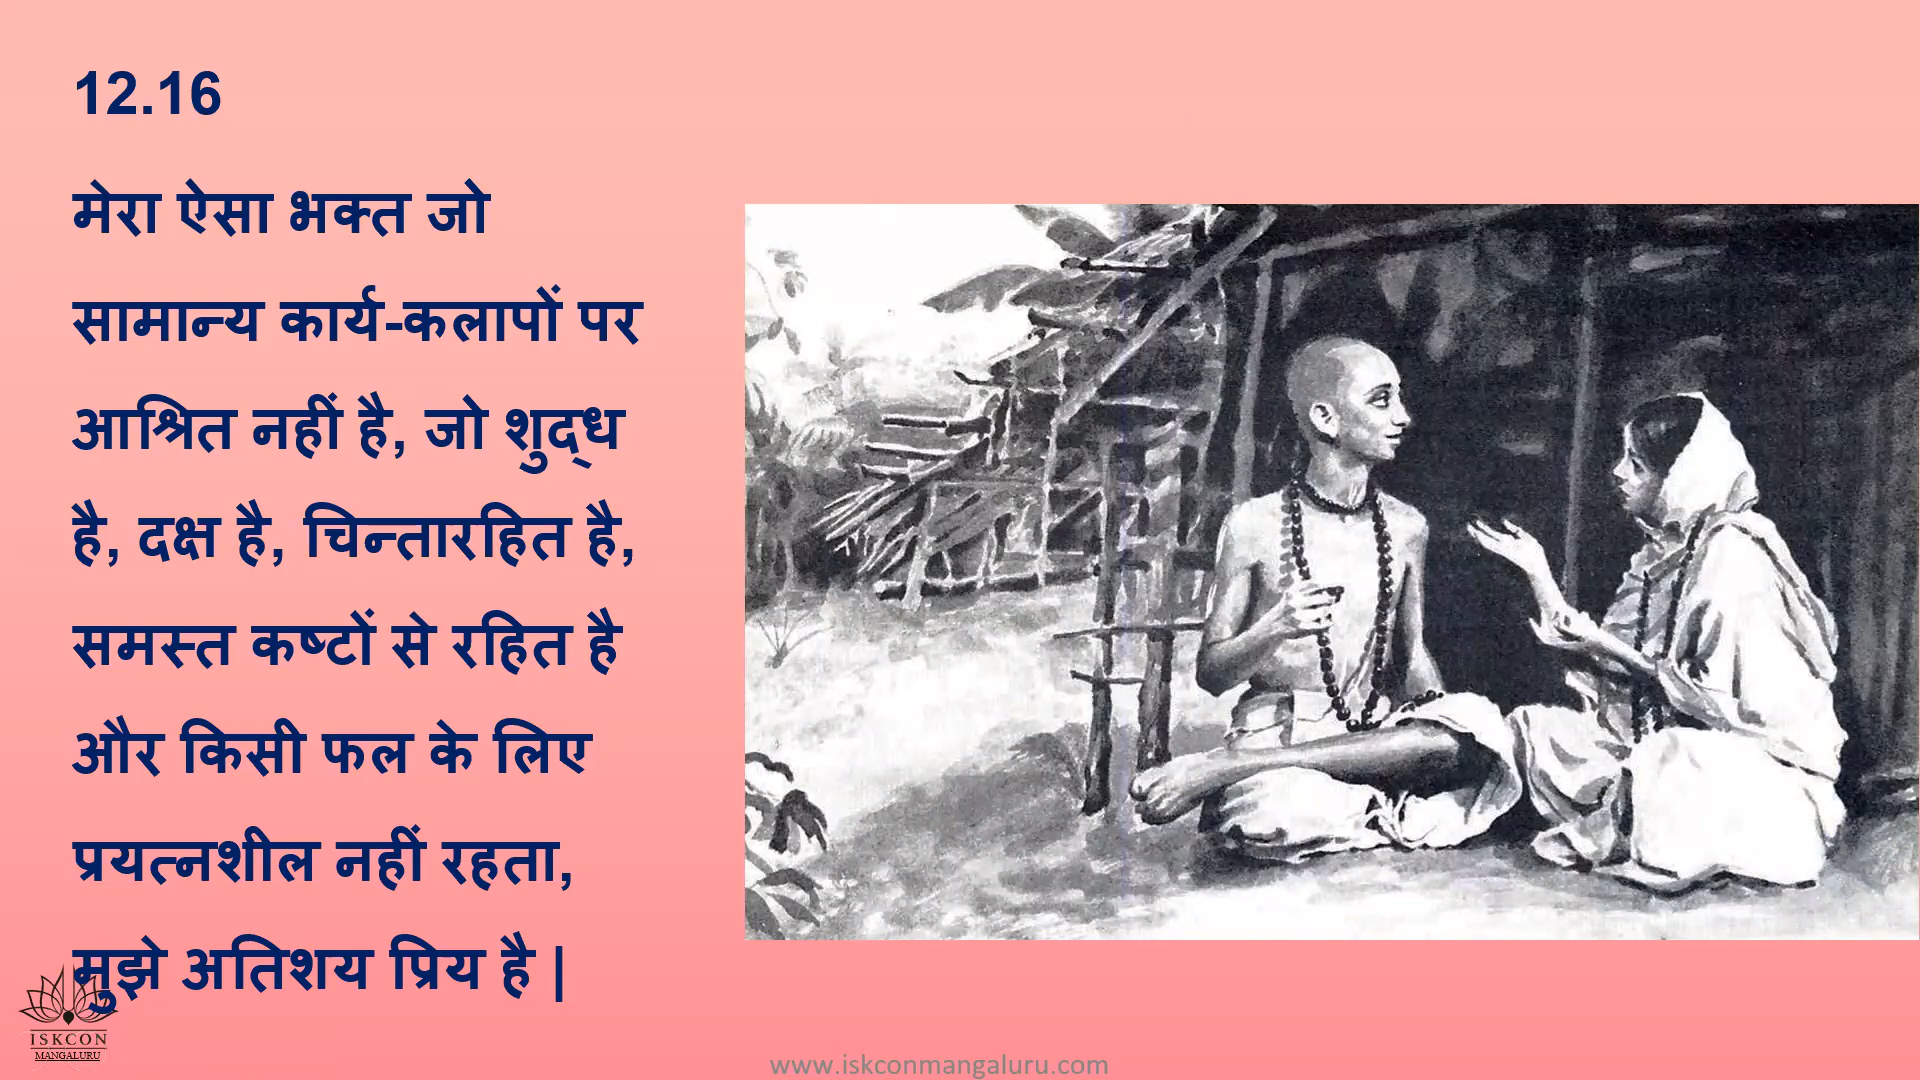 12.16
मेरा ऐसा भक्त जो
सामान्य कार्य-कलापों पर
आश्रित नहीं है, जो शुद्ध
है, दक्ष है, चिन्तारहित है,
समस्त कष्टों से रहित है
और किसी फल के लिए
प्रयत्नशील नहीं रहता,
मुझे अतिशय प्रिय है |
ISKCON
MANGALURU
www.iskconmangaluru.com